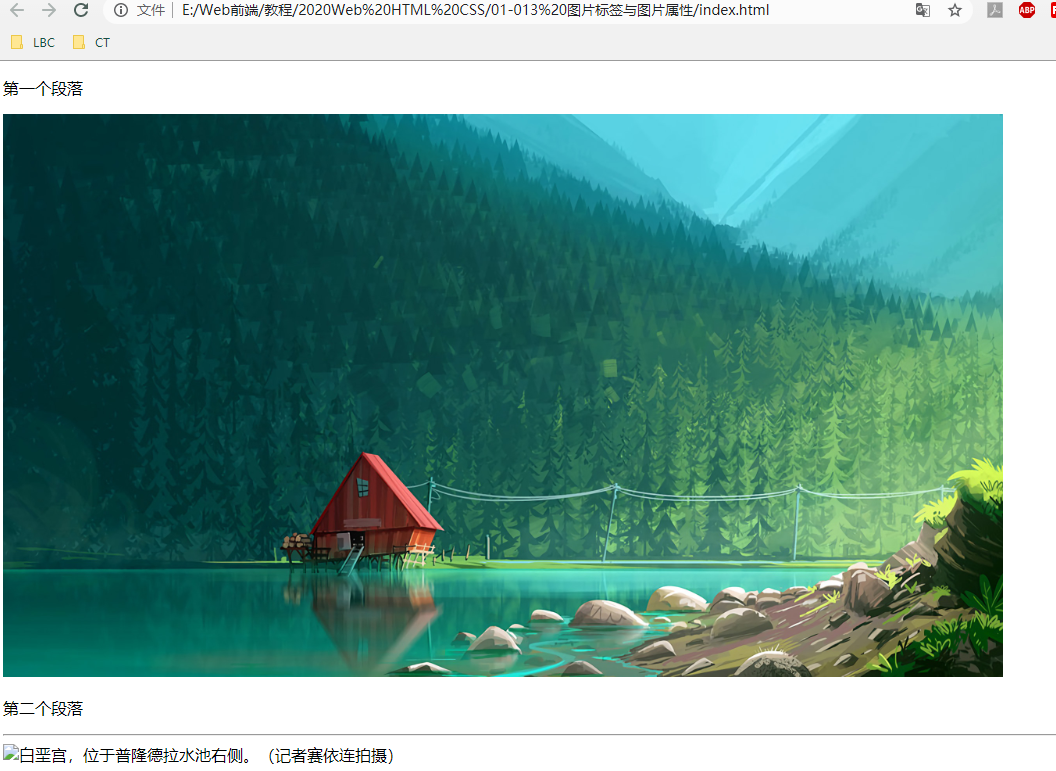 文件 E:/Web前端/教程/2020Web%20HTML%20CSS/01-013%20图片标签与图片属性/index.html
ABP
LBC CT
第一个段落
第二个段落
白垩宫，位于普隆德拉水池右侧。（记者赛依连拍摄）